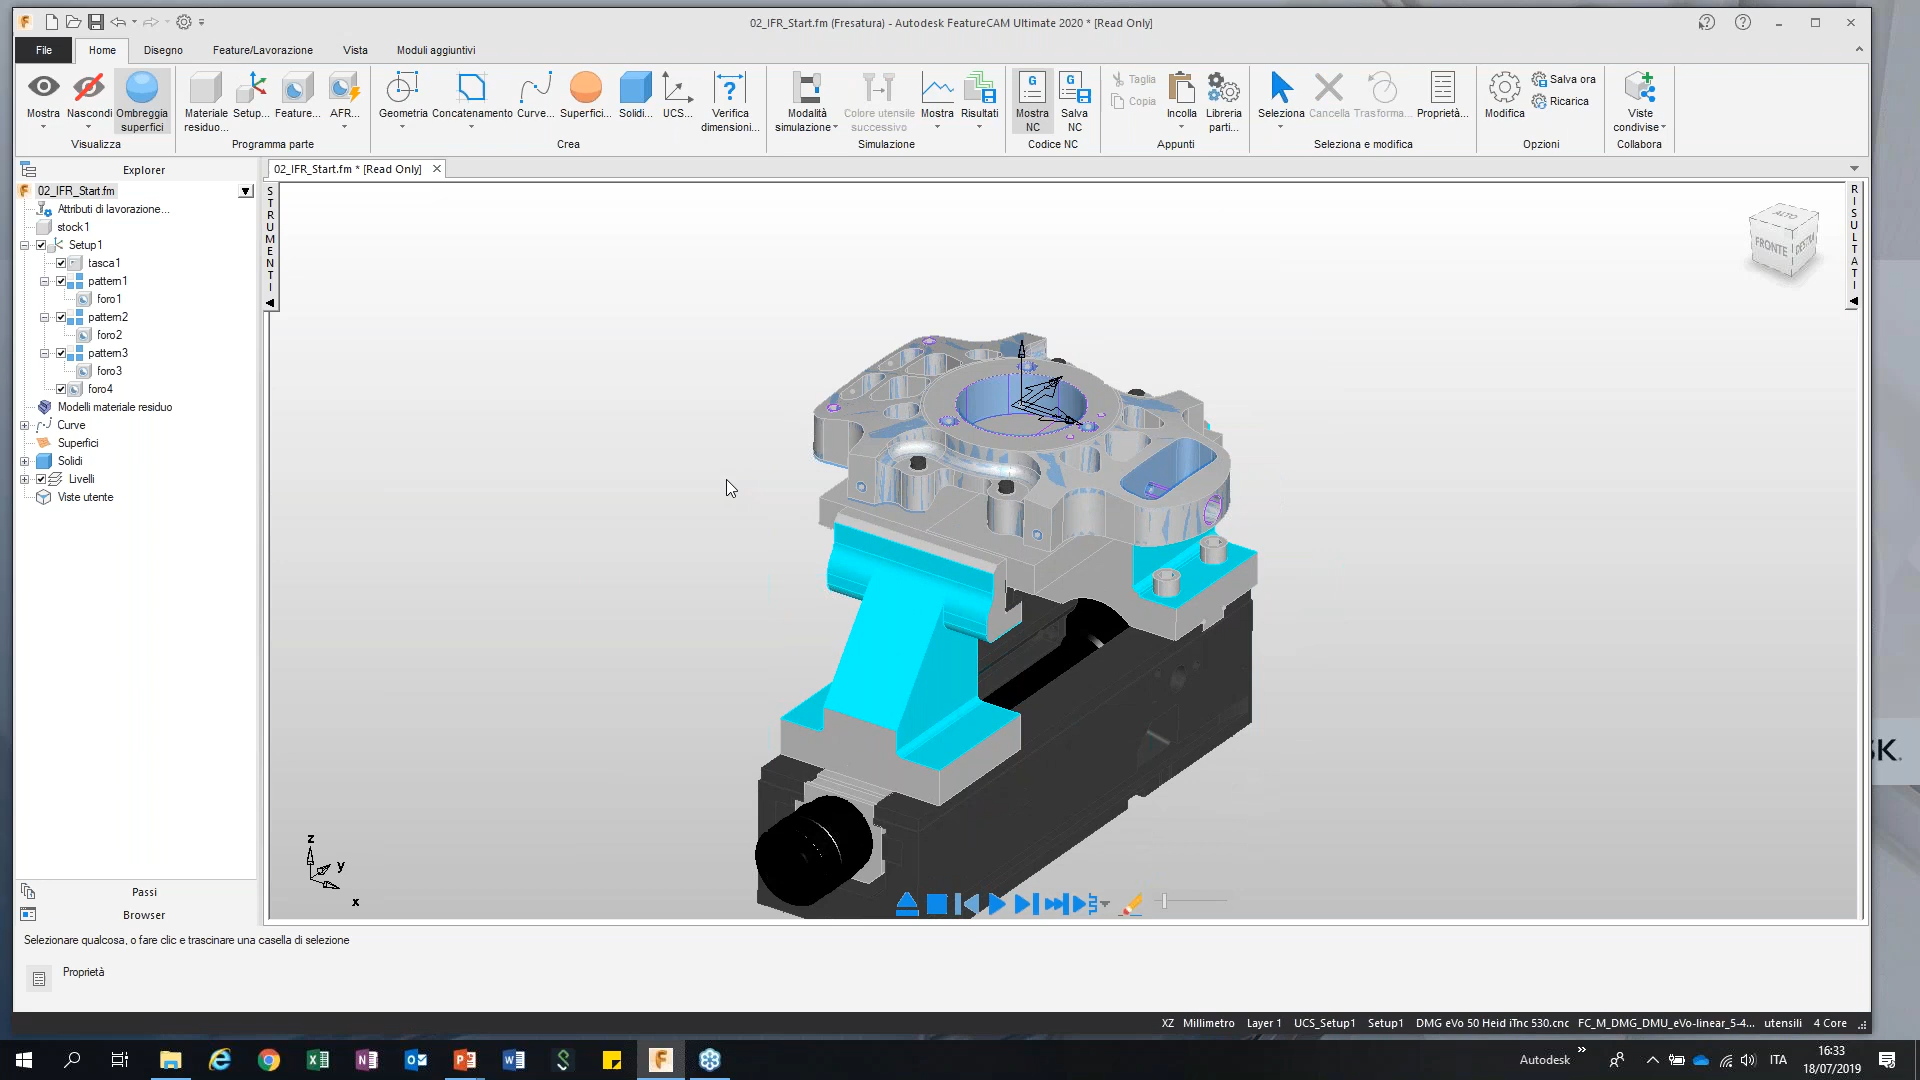 02_IFR_Start.fm (Fresatura) - Autodesk FeatureCAM Ultimate 2020 * [Read Only]
File Home Disegno Feature/Lavorazione Vista Moduli aggiuntivi
Mostra Nascondi Ombreggia superfici
Materiale residuo... Setup... Feature... AFR...
Geometria Concatenamento Curve... Superfici... Solidi... UCS... Verifica dimensioni...
Modalità simulazione Colore utensile successivo Mostra Risultati
Mostra NC Salva NC
Taglia
Copia
Incolla Libreria parti...
Seleziona Cancella Trasforma... Proprietà...
Modifica Salva ora
Ricarica
Viste condivise
Visualizza Programma parte Crea Simulazione Codice NC Appunti Seleziona e modifica Opzioni Collabora
Explorer
02_IFR_Start.fm * [Read Only]
02_IFR_Start.fm
Attributi di lavorazione...
stock1
Setup1
tasca1
pattern1
foro1
pattern2
foro2
pattern3
foro3
foro4
Modelli materiale residuo
Curve
Superfici
Solidi
Livelli
Viste utente
Passi
Browser
STRUMENTI
RISULTATI
ALTO
FRONTE
DESTRA
z
y
x
Selezionare qualcosa, o fare clic e trascinare una casella di selezione
Proprietà
XZ Millimetro Layer 1 UCS_Setup1 Setup1 DMG eVo 50 Heid iTnc 530.cnc FC_M_DMG_DMU_eVo-linear_5-4... utensili 4 Core
SK.
Autodesk
ITA
16:33
18/07/2019